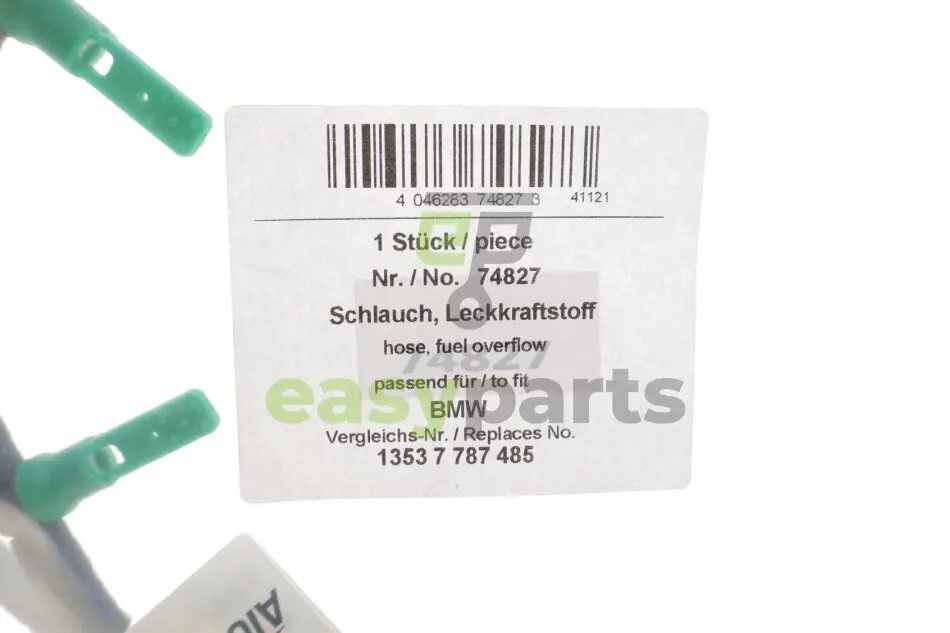 4 046283 748273 41121
1 Stück / piece
Nr. / No. 74827
Schlauch, Leckkraftstoff
hose, fuel overflow
74827
passend für / to fit
easyparts
BMW
Vergleichs-Nr. / Replaces No.
1353 7 787 485